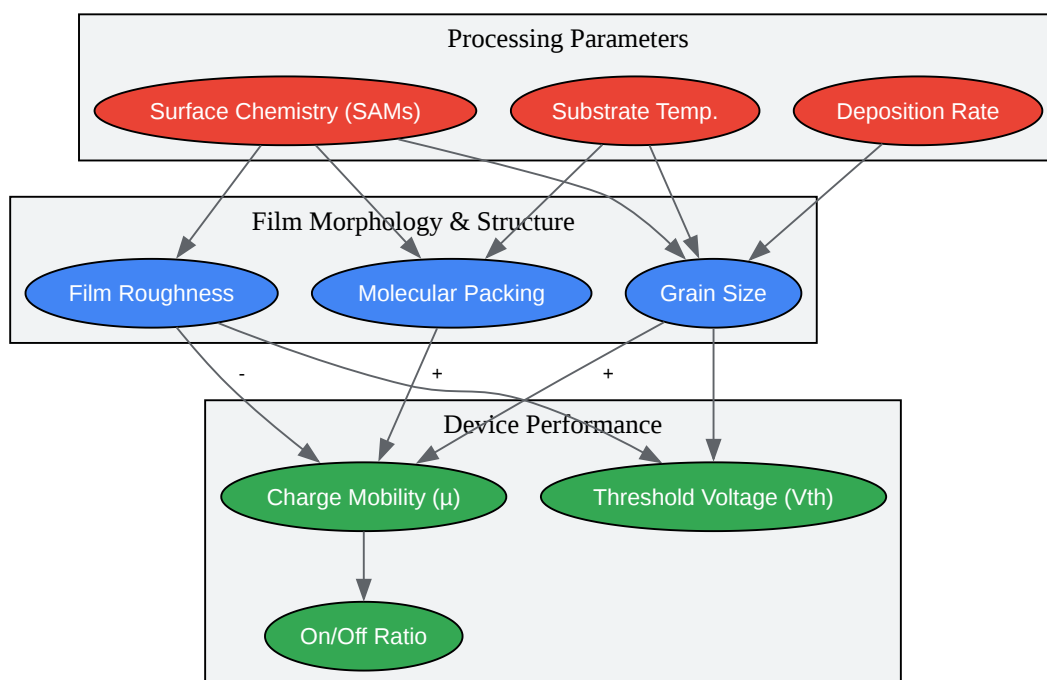 Processing Parameters
Surface Chemistry (SAMs)
Substrate Temp.
Deposition Rate
Film Morphology & Structure
Film Roughness
Molecular Packing
Grain Size
-
+
+
Device Performance
Charge Mobility (µ)
Threshold Voltage (Vth)
On/Off Ratio